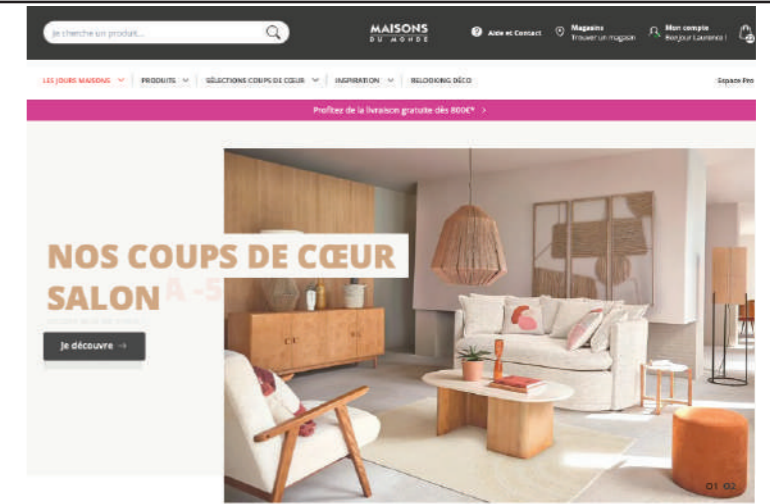 Je cherche un produit...
MAISONS
DU MONDE
Aide et Contact
Magasins
Trouver un magasin
Mon compte
Bonjour Laurence !
LES JOURS MAISONS
PRODUITS
SÉLECTIONS COUPS DE CŒUR
INSPIRATION
RELOOKING DÉCO
Espace Pro
Profitez de la livraison gratuite dès 800€* >
NOS COUPS DE CŒUR
SALON
À -5
Je découvre →
01 02